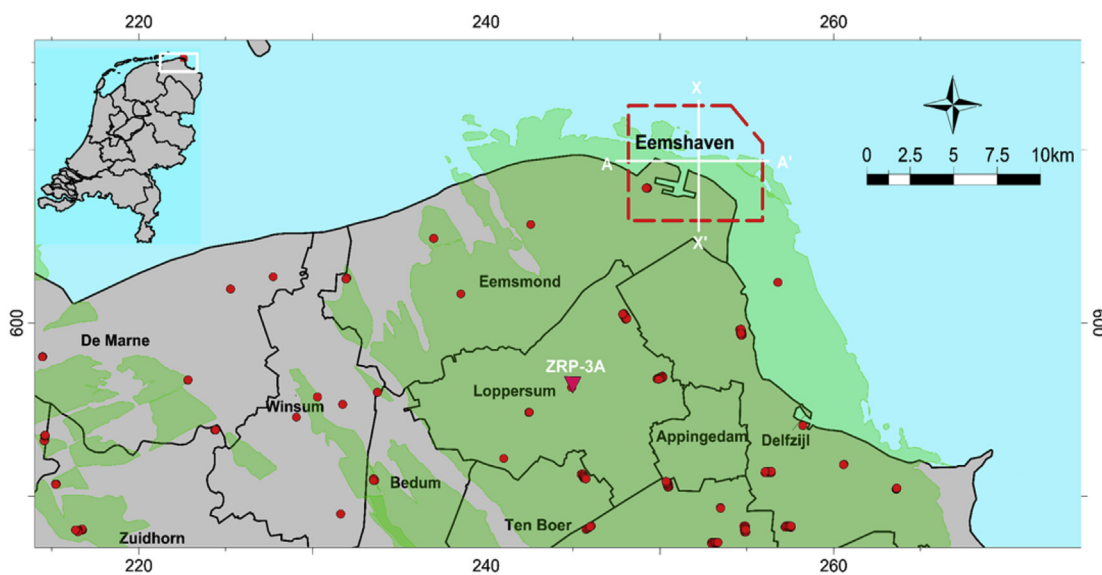 220 240 260
X
Eemshaven
A A'
0 2.5 5 7.5 10km
X'
Eemsmond
600 600
De Marne
ZRP-3A
Loppersum
Winsum
Appingedam
Delfzijl
Bedum
Ten Boer
Zuidhorn
220 240 260